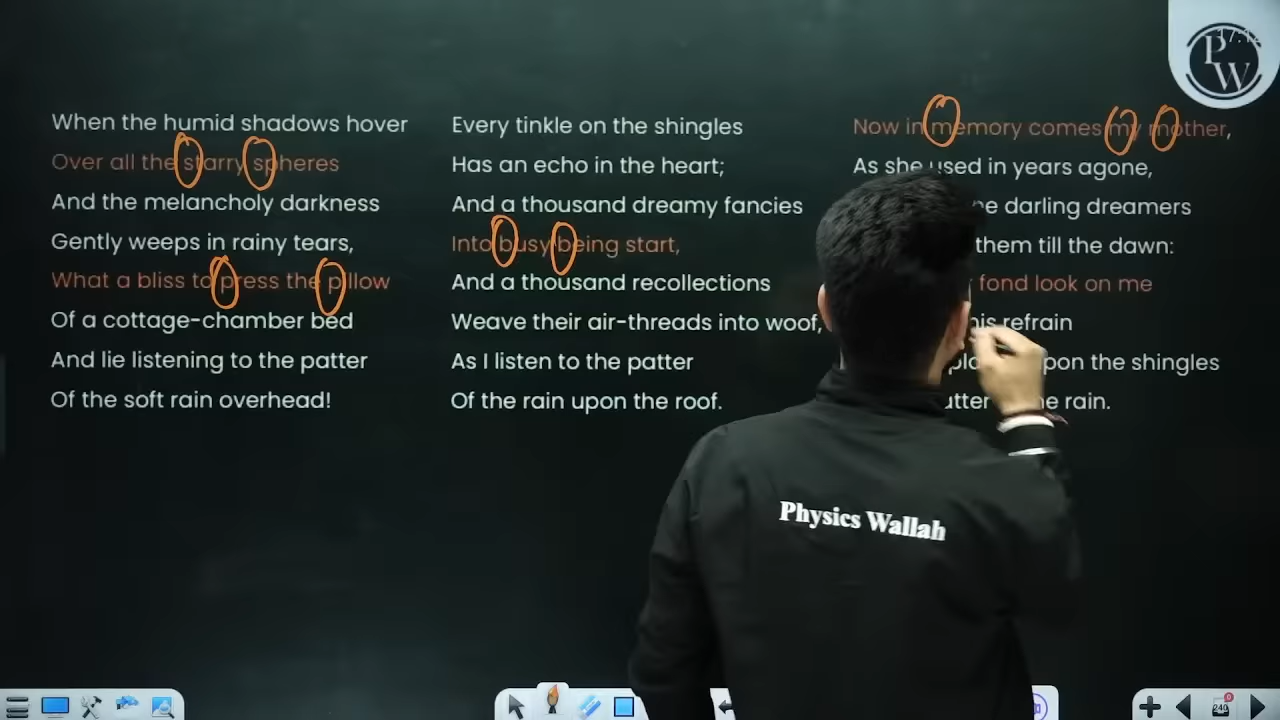 When the humid shadows hover
Over all the starry spheres
And the melancholy darkness
Gently weeps in rainy tears,
What a bliss to press the pillow
Of a cottage-chamber bed
And lie listening to the patter
Of the soft rain overhead!
Every tinkle on the shingles
Has an echo in the heart;
And a thousand dreamy fancies
Into busy being start,
And a thousand recollections
Weave their air-threads into woof,
As I listen to the patter
Of the rain upon the roof.
Now in memory comes my mother,
As she used in years agone,
darling dreamers
them till the dawn:
fond look on me
refrain
upon the shingles
rain.
Physics Wallah
PW
240